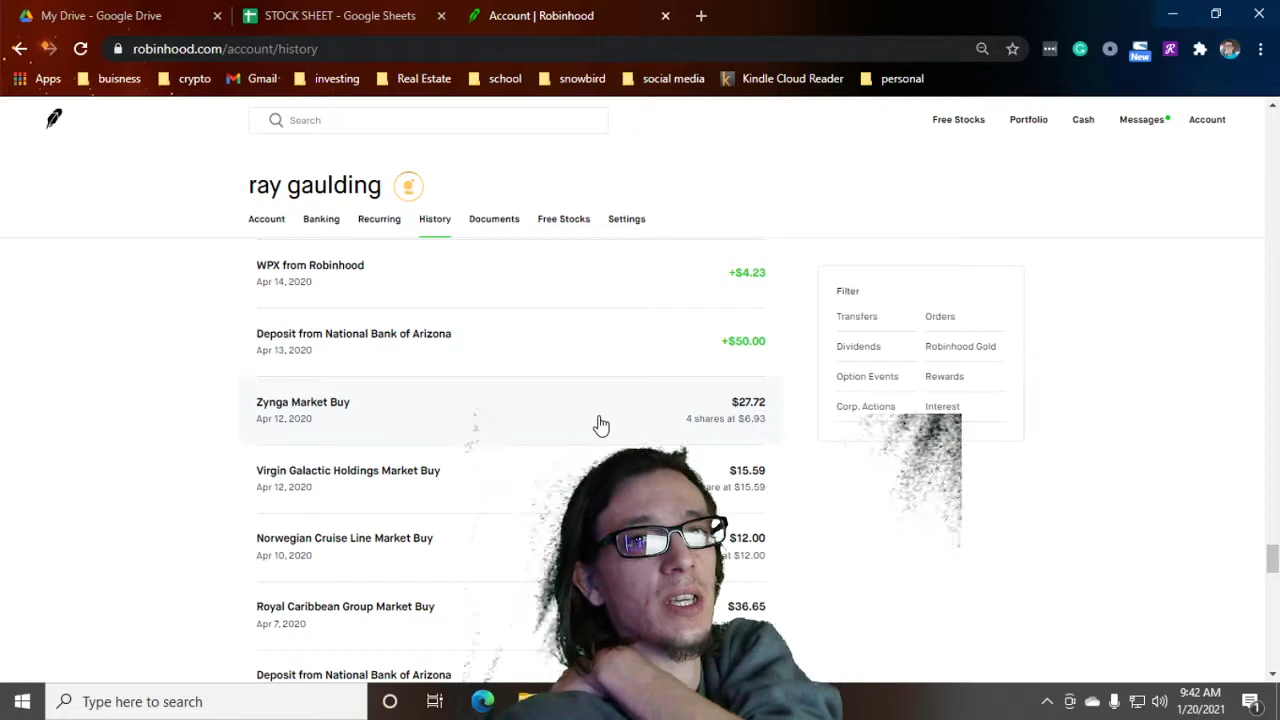 My Drive - Google Drive
STOCK SHEET - Google Sheets
Account | Robinhood
robinhood.com/account/history
New
Apps
buisness
crypto
Gmail
investing
Real Estate
school
snowbird
social media
Kindle Cloud Reader
personal
Search
Free Stocks
Portfolio
Cash
Messages
Account
ray gaulding
Account
Banking
Recurring
History
Documents
Free Stocks
Settings
WPX from Robinhood
+$4.23
Apr 14, 2020
Deposit from National Bank of Arizona
+$50.00
Apr 13, 2020
Zynga Market Buy
$27.72
Apr 12, 2020
4 shares at $6.93
Virgin Galactic Holdings Market Buy
$15.59
Apr 12, 2020
at $15.59
Norwegian Cruise Line Market Buy
$12.00
Apr 10, 2020
at $12.00
Royal Caribbean Group Market Buy
$36.65
Apr 7, 2020
Deposit from National Bank of Arizona
Filter
Transfers
Orders
Dividends
Robinhood Gold
Option Events
Rewards
Corp. Actions
Interest
Type here to search
9:42 AM
1/20/2021